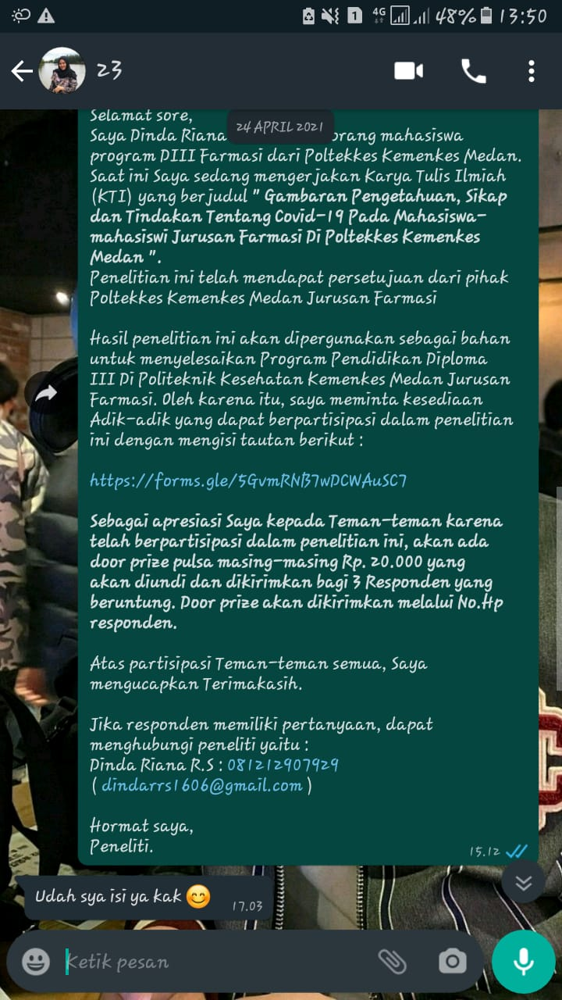 4G 48% 13:50
23
Selamat sore,
24 APRIL 2021
Saya Dinda Riana orang mahasiswa
program DIII Farmasi dari Poltekkes Kemenkes Medan.
Saat ini Saya sedang mengerjakan Karya Tulis Ilmiah
(KTI) yang berjudul " Gambaran Pengetahuan, Sikap
dan Tindakan Tentang Covid-19 Pada Mahasiswa-
mahasiswi Jurusan Farmasi Di Poltekkes Kemenkes
Medan ".
Penelitian ini telah mendapat persetujuan dari pihak
Poltekkes Kemenkes Medan Jurusan Farmasi
Hasil penelitian ini akan dipergunakan sebagai bahan
untuk menyelesaikan Program Pendidikan Diploma
III Di Politeknik Kesehatan Kemenkes Medan Jurusan
Farmasi. Oleh karena itu, saya meminta kesediaan
Adik-adik yang dapat berpartisipasi dalam penelitian
ini dengan mengisi tautan berikut :
https://forms.gle/5GvmRNB7wDCWAuSC7
Sebagai apresiasi Saya kepada Teman-teman karena
telah berpartisipasi dalam penelitian ini, akan ada
door prize pulsa masing-masing Rp. 20.000 yang
akan diundi dan dikirimkan bagi 3 Responden yang
beruntung. Door prize akan dikirimkan melalui No.Hp
responden.
Atas partisipasi Teman-teman semua, Saya
mengucapkan Terimakasih.
Jika responden memiliki pertanyaan, dapat
menghubungi peneliti yaitu :
Dinda Riana R.S : 081212907929
( dindarrs1606@gmail.com )
Hormat saya,
Peneliti.
15.12
Udah sya isi ya kak 😊
17.03
Ketik pesan